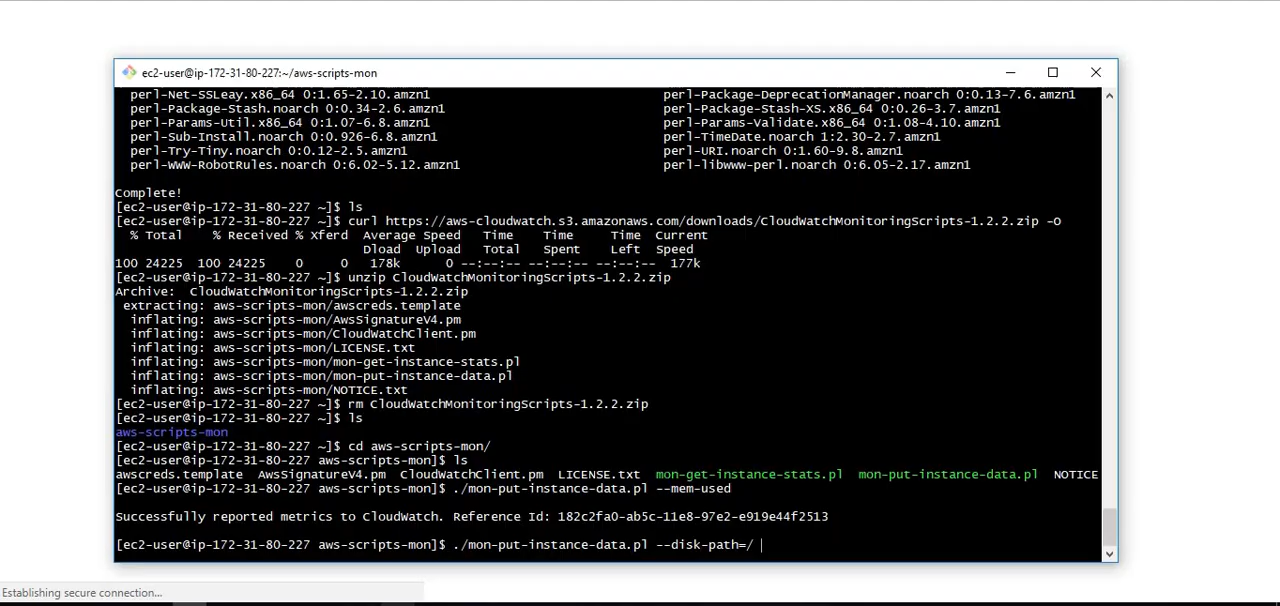 ec2-user@ip-172-31-80-227:~/aws-scripts-mon
perl-Net-SSLeay.x86_64 0:1.65-2.10.amzn1 perl-Package-DeprecationManager.noarch 0:0.13-7.6.amzn1
perl-Package-Stash.noarch 0:0.34-2.6.amzn1 perl-Package-Stash-XS.x86_64 0:0.26-3.7.amzn1
perl-Params-Util.x86_64 0:1.07-6.8.amzn1 perl-Params-Validate.x86_64 0:1.08-4.10.amzn1
perl-Sub-Install.noarch 0:0.926-6.8.amzn1 perl-TimeDate.noarch 1:2.30-2.7.amzn1
perl-Try-Tiny.noarch 0:0.12-2.5.amzn1 perl-URI.noarch 0:1.60-9.8.amzn1
perl-WWW-RobotRules.noarch 0:6.02-5.12.amzn1 perl-libwww-perl.noarch 0:6.05-2.17.amzn1
Complete!
[ec2-user@ip-172-31-80-227 ~]$ ls
[ec2-user@ip-172-31-80-227 ~]$ curl https://aws-cloudwatch.s3.amazonaws.com/downloads/CloudWatchMonitoringScripts-1.2.2.zip -O
% Total % Received % Xferd Average Speed Time Time Time Current
Dload Upload Total Spent Left Speed
100 24225 100 24225 0 0 178k 0 --:--:-- --:--:-- --:--:-- 177k
[ec2-user@ip-172-31-80-227 ~]$ unzip CloudWatchMonitoringScripts-1.2.2.zip
Archive: CloudWatchMonitoringScripts-1.2.2.zip
extracting: aws-scripts-mon/awscreds.template
inflating: aws-scripts-mon/AwsSignatureV4.pm
inflating: aws-scripts-mon/CloudWatchClient.pm
inflating: aws-scripts-mon/LICENSE.txt
inflating: aws-scripts-mon/mon-get-instance-stats.pl
inflating: aws-scripts-mon/mon-put-instance-data.pl
inflating: aws-scripts-mon/NOTICE.txt
[ec2-user@ip-172-31-80-227 ~]$ rm CloudWatchMonitoringScripts-1.2.2.zip
[ec2-user@ip-172-31-80-227 ~]$ ls
aws-scripts-mon
[ec2-user@ip-172-31-80-227 ~]$ cd aws-scripts-mon/
[ec2-user@ip-172-31-80-227 aws-scripts-mon]$ ls
awscreds.template AwsSignatureV4.pm CloudWatchClient.pm LICENSE.txt mon-get-instance-stats.pl mon-put-instance-data.pl NOTICE
[ec2-user@ip-172-31-80-227 aws-scripts-mon]$ ./mon-put-instance-data.pl --mem-used
Successfully reported metrics to CloudWatch. Reference Id: 182c2fa0-ab5c-11e8-97e2-e919e44f2513
[ec2-user@ip-172-31-80-227 aws-scripts-mon]$ ./mon-put-instance-data.pl --disk-path=/
Establishing secure connection...